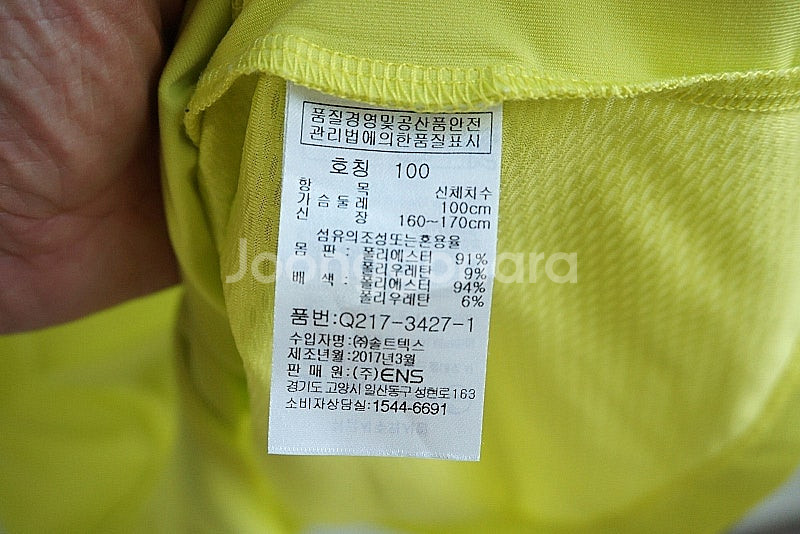 품질경영및공산품안전
관리법에의한품질표시
호칭 100
항 목 신체치수
가슴둘레 100cm
신 장 160~170cm
섬유의조성또는혼용율
몸 판 : 폴리에스터 91%
폴리우레탄 9%
배 색 : 폴리에스터 94%
폴리우레탄 6%
품번:Q217-3427-1
수입자명:㈜솔트텍스
제조년월:2017년3월
판 매 원:(주)ENS
경기도 고양시 일산동구 성현로163
소비자상담실:1544-6691
Joongonara